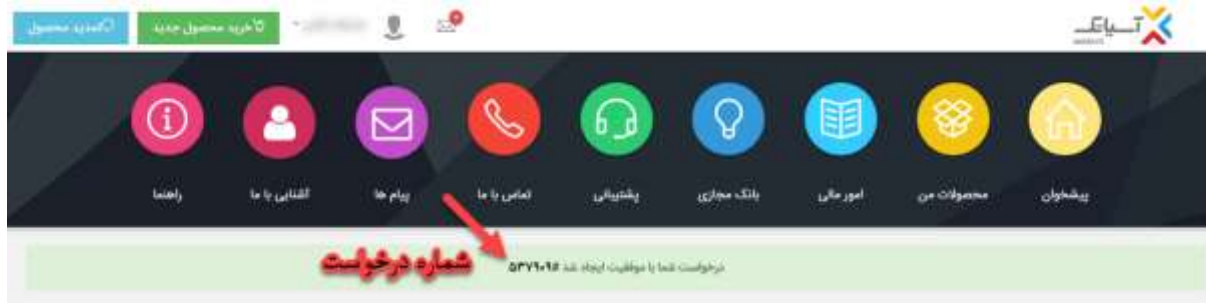 آسیاتک
خرید محصول جدید
تمدید محصول
پیشخوان
محصولات من
امور مالی
بانک مجازی
پشتیبانی
تماس با ما
پیام ها
آشنایی با ما
راهنما
درخواست شما با موفقیت ایجاد شد #۵۳۷۹۰۹
شماره درخواست